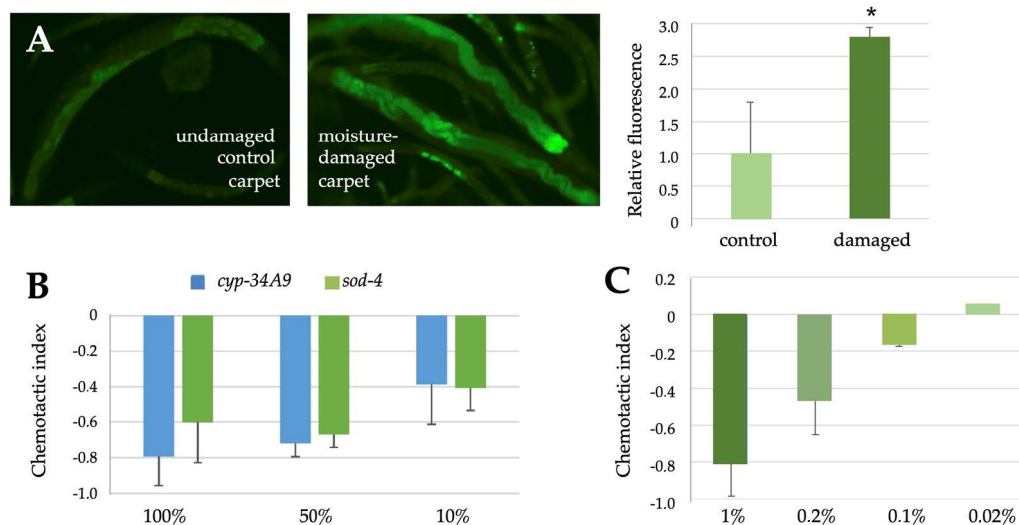 A
undamaged
control
carpet
moisture-
damaged
carpet
Relative fluorescence
3.0
2.5
2.0
1.5
1.0
0.5
0
*
control
damaged
B
cyp-34A9
sod-4
Chemotactic index
0
-0.2
-0.4
-0.6
-0.8
-1.0
100%
50%
10%
C
Chemotactic index
0.2
0
-0.2
-0.4
-0.6
-0.8
-1.0
1%
0.2%
0.1%
0.02%